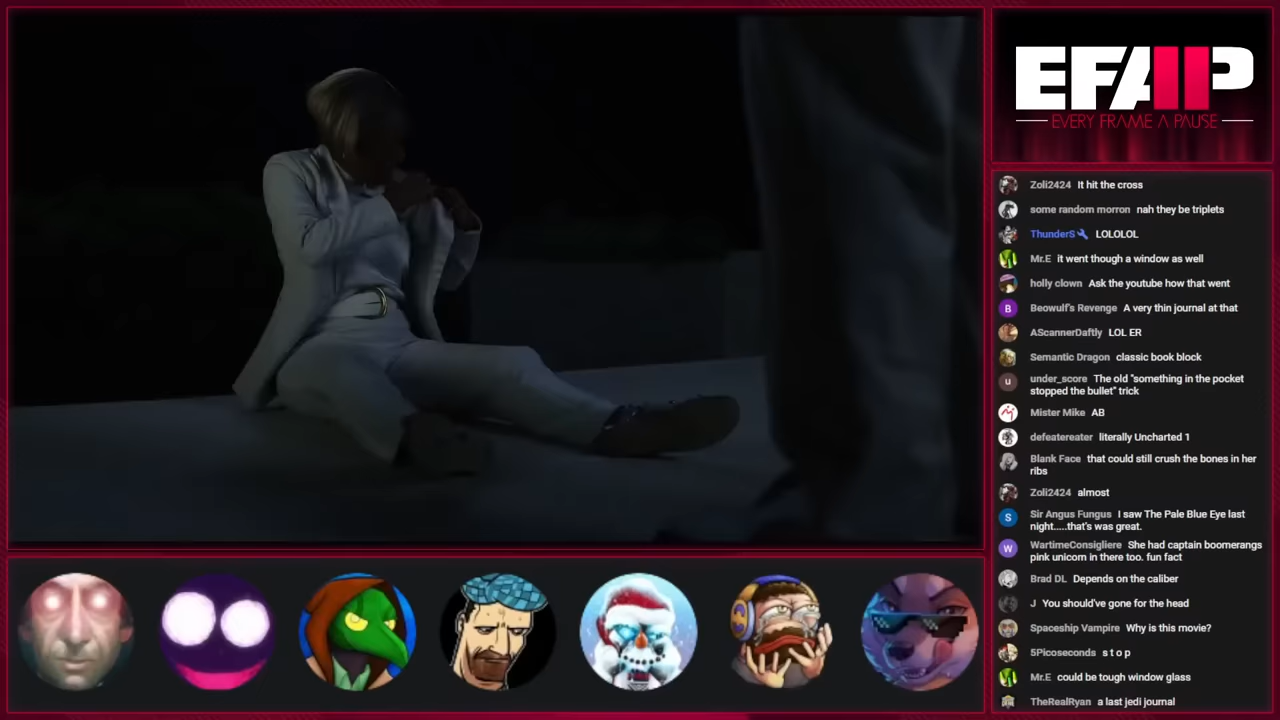 EFAP
EVERY FRAME A PAUSE
Zoli2424 It hit the cross
some random morron nah they be triplets
ThunderS LOLOLOL
Mr.E it went though a window as well
holly clown Ask the youtube how that went
B Beowulf's Revenge A very thin journal at that
AScannerDaftly LOL ER
Semantic Dragon classic book block
u under_score The old "something in the pocket
stopped the bullet" trick
Mister Mike AB
defeatereater literally Uncharted 1
Blank Face that could still crush the bones in her
ribs
Zoli2424 almost
S Sir Angus Fungus I saw The Pale Blue Eye last
night.....that's was great.
W WartimeConsigliere She had captain boomerangs
pink unicorn in there too. fun fact
Brad DL Depends on the caliber
J You should've gone for the head
Spaceship Vampire Why is this movie?
5Picoseconds s t o p
Mr.E could be tough window glass
TheRealRyan a last jedi journal